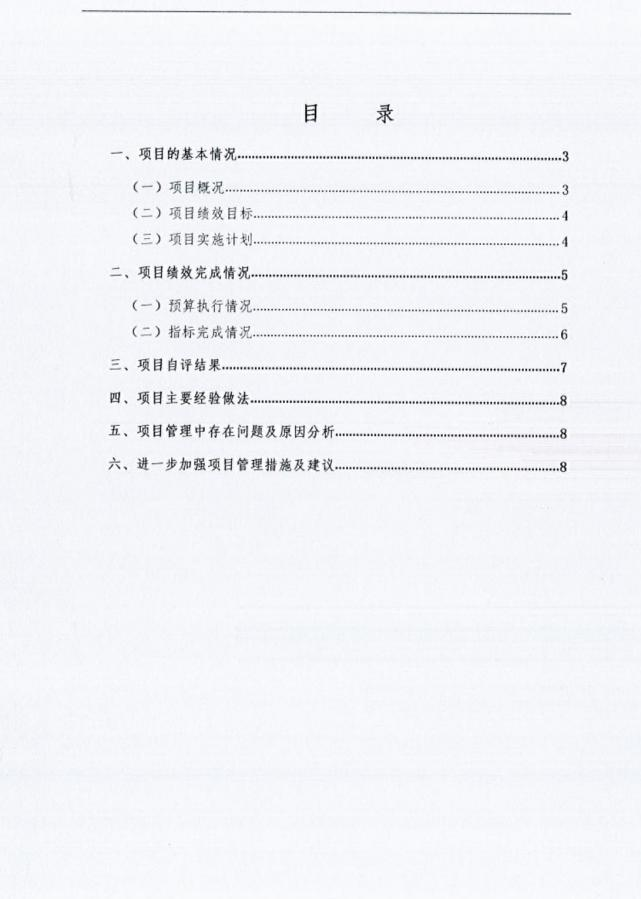 目 录
一、项目的基本情况....................3
（一）项目概况....................3
（二）项目绩效目标....................4
（三）项目实施计划....................4
二、项目绩效完成情况....................5
（一）预算执行情况....................5
（二）指标完成情况....................6
三、项目自评结果....................7
四、项目主要经验做法....................8
五、项目管理中存在问题及原因分析....................8
六、进一步加强项目管理措施及建议....................8